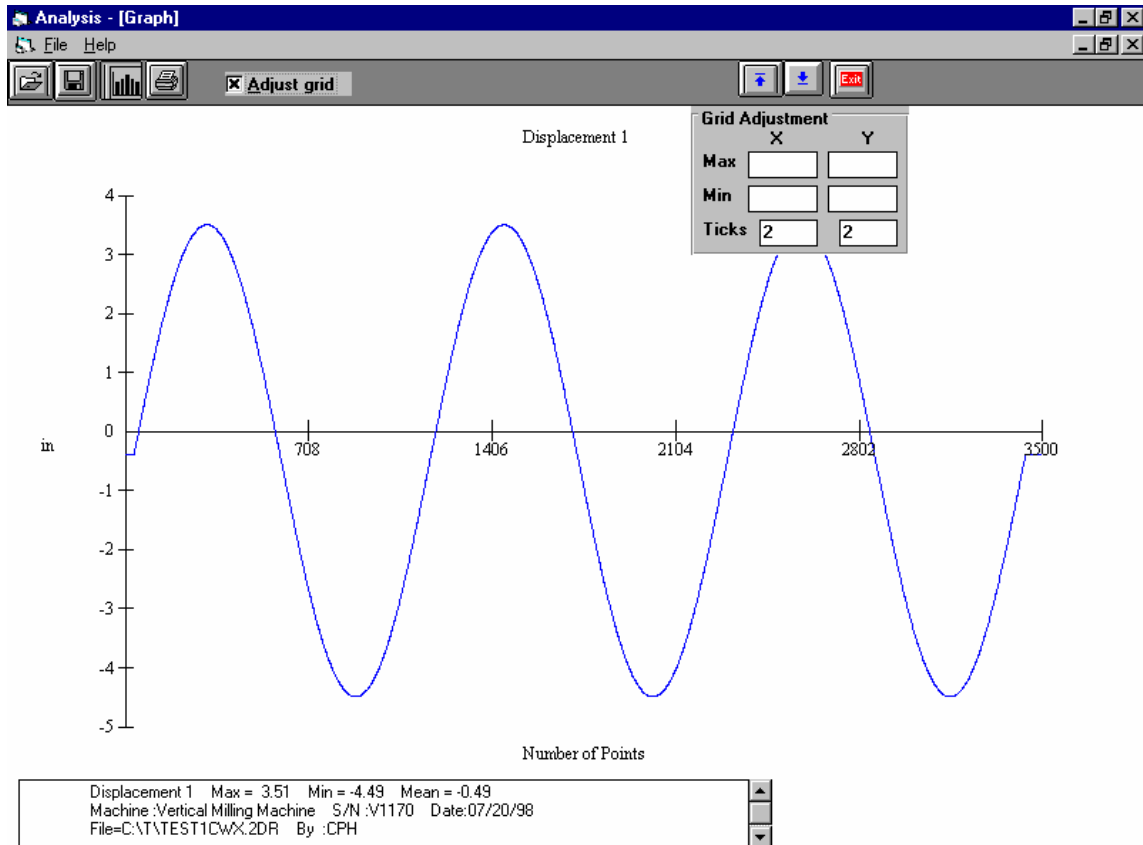 Analysis - [Graph]
File Help
Adjust grid
Exit
Grid Adjustment
X Y
Max
Min
Ticks 2 2
Displacement 1
4
3
2
1
0
-1
-2
-3
-4
-5
in
708 1406 2104 2802 3500
Number of Points
Displacement 1 Max = 3.51 Min = -4.49 Mean = -0.49
Machine :Vertical Milling Machine S/N :V1170 Date:07/20/98
File=C:\T\TEST1CWX.2DR By :CPH